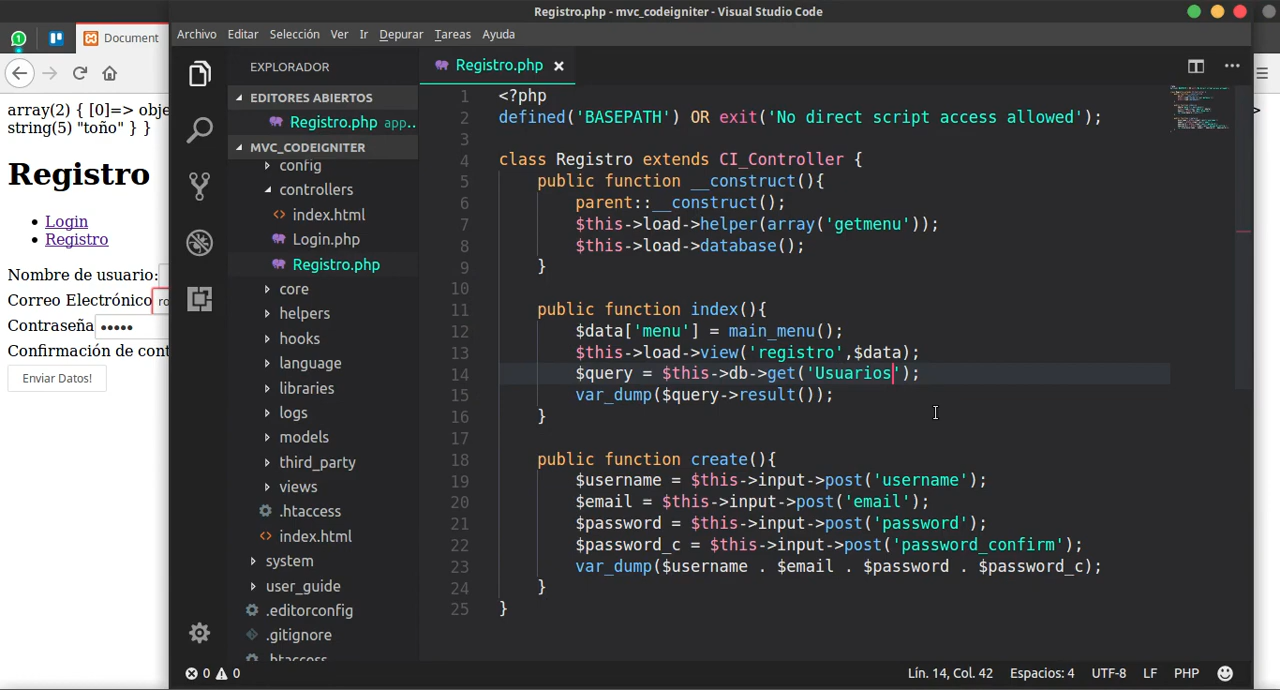 Registro.php - mvc_codeigniter - Visual Studio Code
Archivo Editar Selección Ver Ir Depurar Tareas Ayuda
1
Document
array(2) { [0]=> obje
string(5) "toño" } }
Registro
Login
Registro
Nombre de usuario:
Correo Electrónico ro
Contraseña •••••
Confirmación de cont
Enviar Datos!
EXPLORADOR
EDITORES ABIERTOS
Registro.php app...
MVC_CODEIGNITER
config
controllers
index.html
Login.php
Registro.php
core
helpers
hooks
language
libraries
logs
models
third_party
views
.htaccess
index.html
system
user_guide
.editorconfig
.gitignore
.htaccess
Registro.php
1 <?php
2 defined('BASEPATH') OR exit('No direct script access allowed');
3
4 class Registro extends CI_Controller {
5 public function __construct(){
6 parent::__construct();
7 $this->load->helper(array('getmenu'));
8 $this->load->database();
9 }
10
11 public function index(){
12 $data['menu'] = main_menu();
13 $this->load->view('registro',$data);
14 $query = $this->db->get('Usuarios');
15 var_dump($query->result());
16 }
17
18 public function create(){
19 $username = $this->input->post('username');
20 $email = $this->input->post('email');
21 $password = $this->input->post('password');
22 $password_c = $this->input->post('password_confirm');
23 var_dump($username . $email . $password . $password_c);
24 }
25 }
0 0
Lín. 14, Col. 42 Espacios: 4 UTF-8 LF PHP